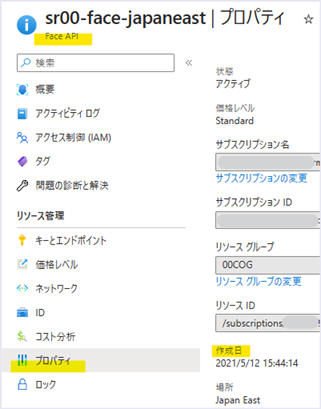 sr00-face-japaneast | プロパティ
Face API
検索
概要
アクティビティ ログ
アクセス制御 (IAM)
タグ
問題の診断と解決
リソース管理
キーとエンドポイント
価格レベル
ネットワーク
ID
コスト分析
プロパティ
ロック
状態
アクティブ
価格レベル
Standard
サブスクリプション名
サブスクリプションの変更
サブスクリプション ID
リソース グループ
00COG
リソース グループの変更
リソース ID
/subscriptions/
作成日
2021/5/12 15:44:14
場所
Japan East